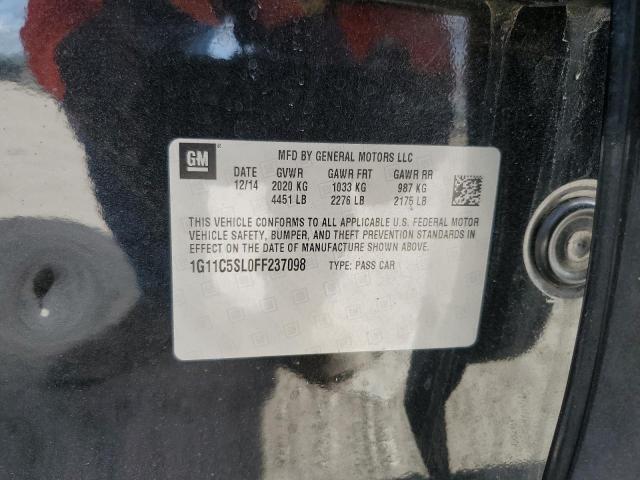 GM ® MFD BY GENERAL MOTORS LLC
DATE GVWR GAWR FRT GAWR RR
12/14 2020 KG 1033 KG 987 KG
4451 LB 2276 LB 2175 LB
THIS VEHICLE CONFORMS TO ALL APPLICABLE U.S. FEDERAL MOTOR
VEHICLE SAFETY, BUMPER, AND THEFT PREVENTION STANDARDS IN
EFFECT ON THE DATE OF MANUFACTURE SHOWN ABOVE.
1G11C5SL0FF237098 TYPE: PASS CAR